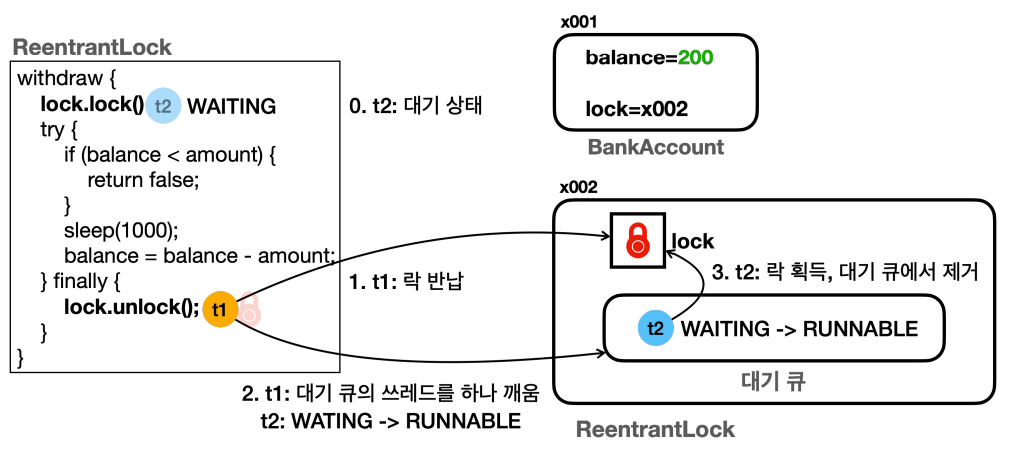 ReentrantLock
withdraw {
lock.lock() t2 WAITING
try {
if (balance < amount) {
return false;
}
sleep(1000);
balance = balance - amount;
} finally {
lock.unlock(); t1
}
}
0. t2: 대기 상태
1. t1: 락 반납
2. t1: 대기 큐의 쓰레드를 하나 깨움
t2: WATING -> RUNNABLE
x001
balance=200
lock=x002
BankAccount
x002
lock
3. t2: 락 획득, 대기 큐에서 제거
t2 WAITING -> RUNNABLE
대기 큐
ReentrantLock